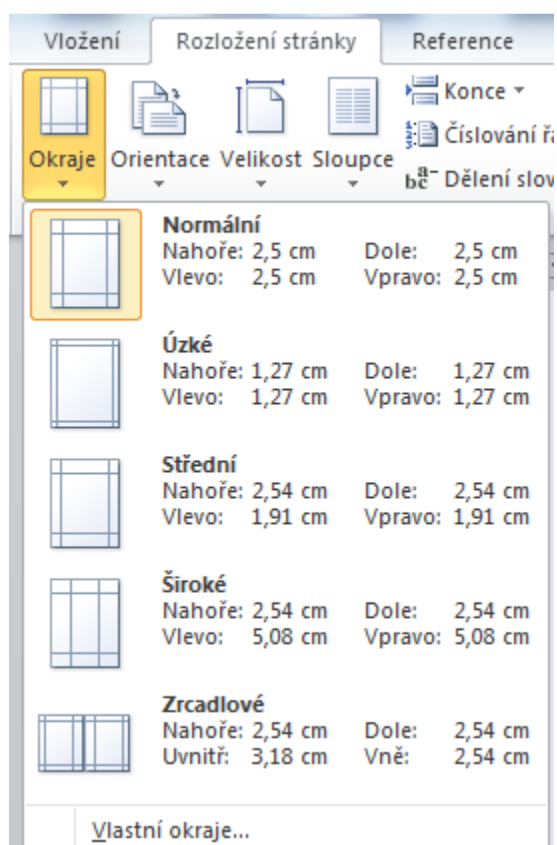 Vložení Rozložení stránky Reference
Konce
Číslování
Okraje Orientace Velikost Sloupce
Dělení
Normální
Nahoře: 2,5 cm Dole: 2,5 cm
Vlevo: 2,5 cm Vpravo: 2,5 cm
Úzké
Nahoře: 1,27 cm Dole: 1,27 cm
Vlevo: 1,27 cm Vpravo: 1,27 cm
Střední
Nahoře: 2,54 cm Dole: 2,54 cm
Vlevo: 1,91 cm Vpravo: 1,91 cm
Široké
Nahoře: 2,54 cm Dole: 2,54 cm
Vlevo: 5,08 cm Vpravo: 5,08 cm
Zrcadlové
Nahoře: 2,54 cm Dole: 2,54 cm
Uvnitř: 3,18 cm Vně: 2,54 cm
Vlastní okraje...